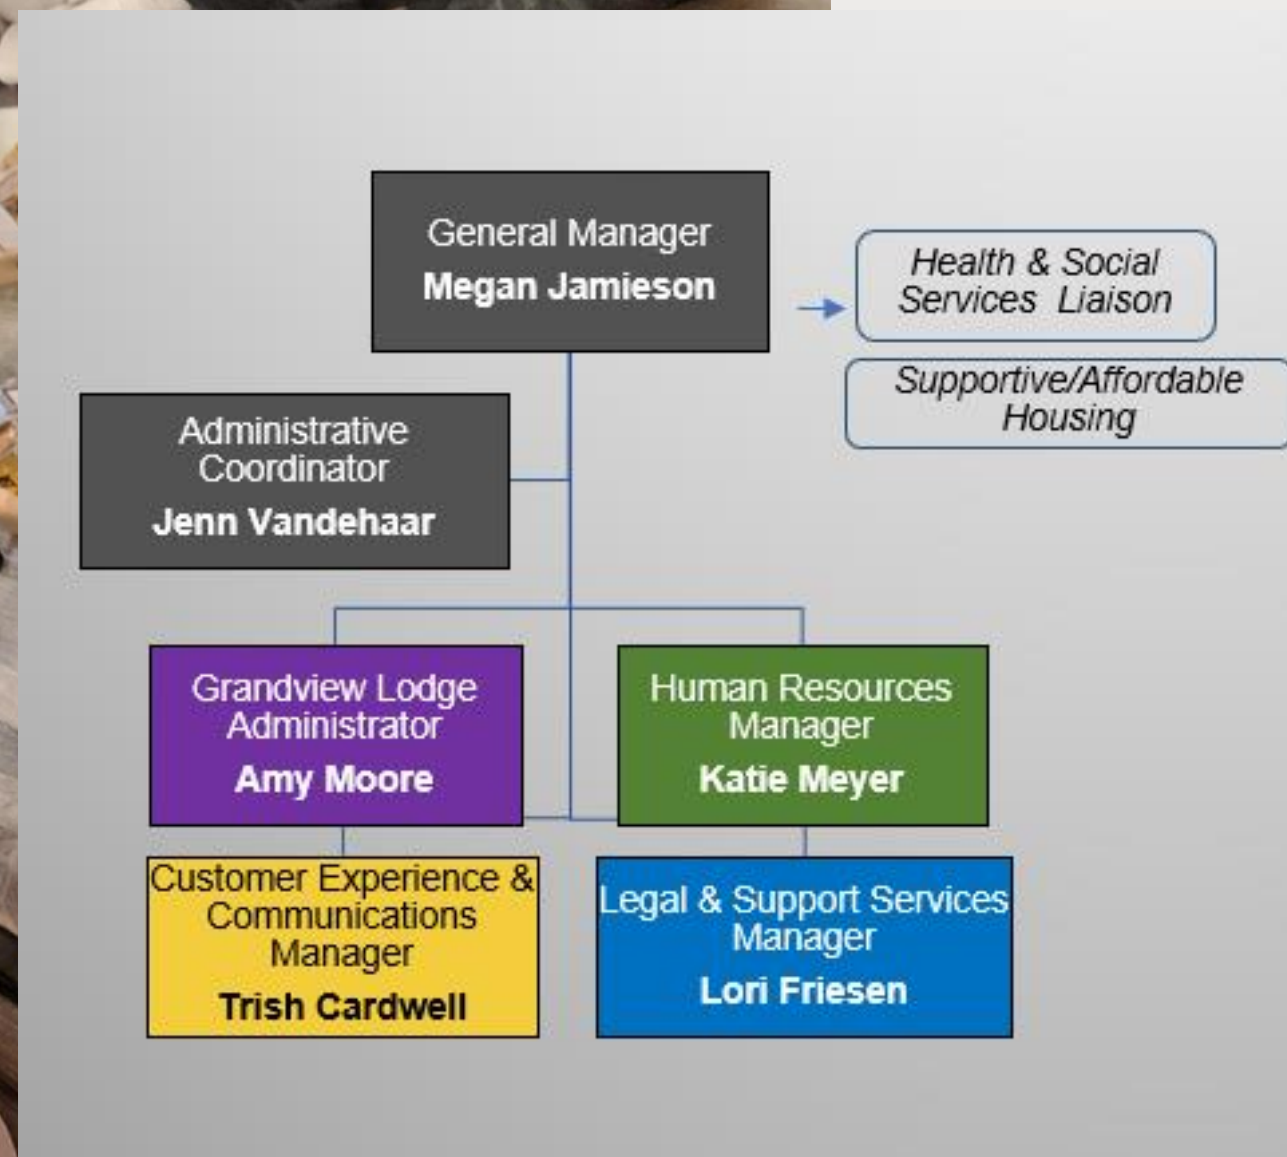 General Manager
Megan Jamieson
Health & Social
Services Liaison
Supportive/Affordable
Housing
Administrative
Coordinator
Jenn Vandehaar
Grandview Lodge
Administrator
Amy Moore
Human Resources
Manager
Katie Meyer
Customer Experience &
Communications
Manager
Trish Cardwell
Legal & Support Services
Manager
Lori Friesen